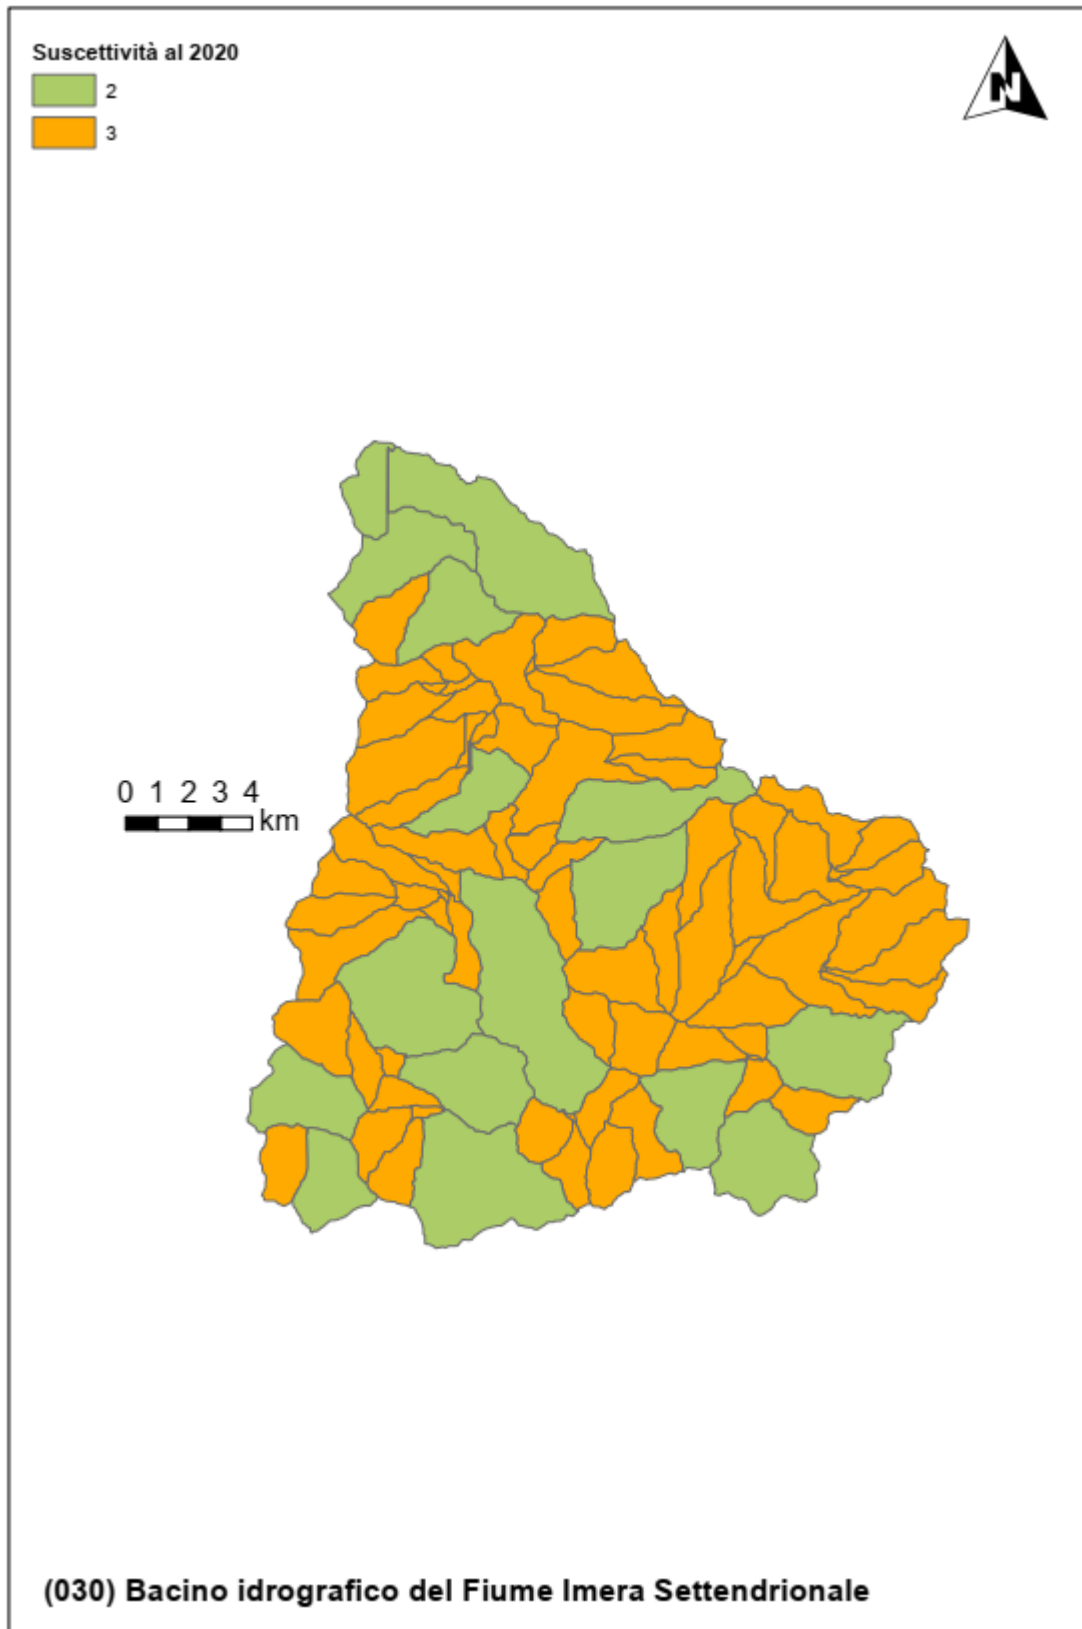 Suscettività al 2020
2
3
N
0 1 2 3 4
km
(030) Bacino idrografico del Fiume Imera Settendrionale